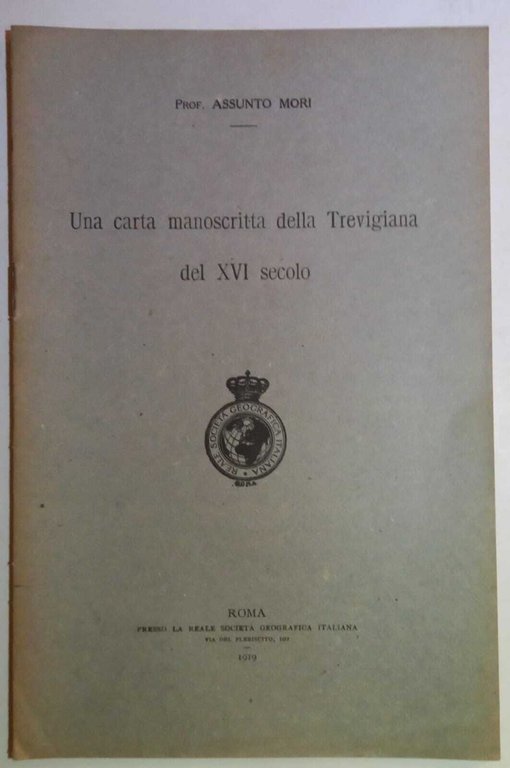 Prof. ASSUNTO MORI
Una carta manoscritta della Trevigiana
del XVI secolo
REALE SOCIETÀ GEOGRAFICA ITALIANA
ROMA
ROMA
PRESSO LA REALE SOCIETÀ GEOGRAFICA ITALIANA
VIA DEL PLEBISCITO, 102
1919